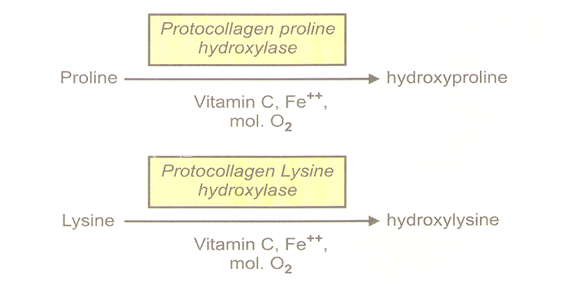 Protocollagen proline
hydroxylase
Proline
hydroxyproline
Vitamin C, Fe⁺⁺,
mol. O₂
Protocollagen Lysine
hydroxylase
Lysine
hydroxylysine
Vitamin C, Fe⁺⁺,
mol. O₂